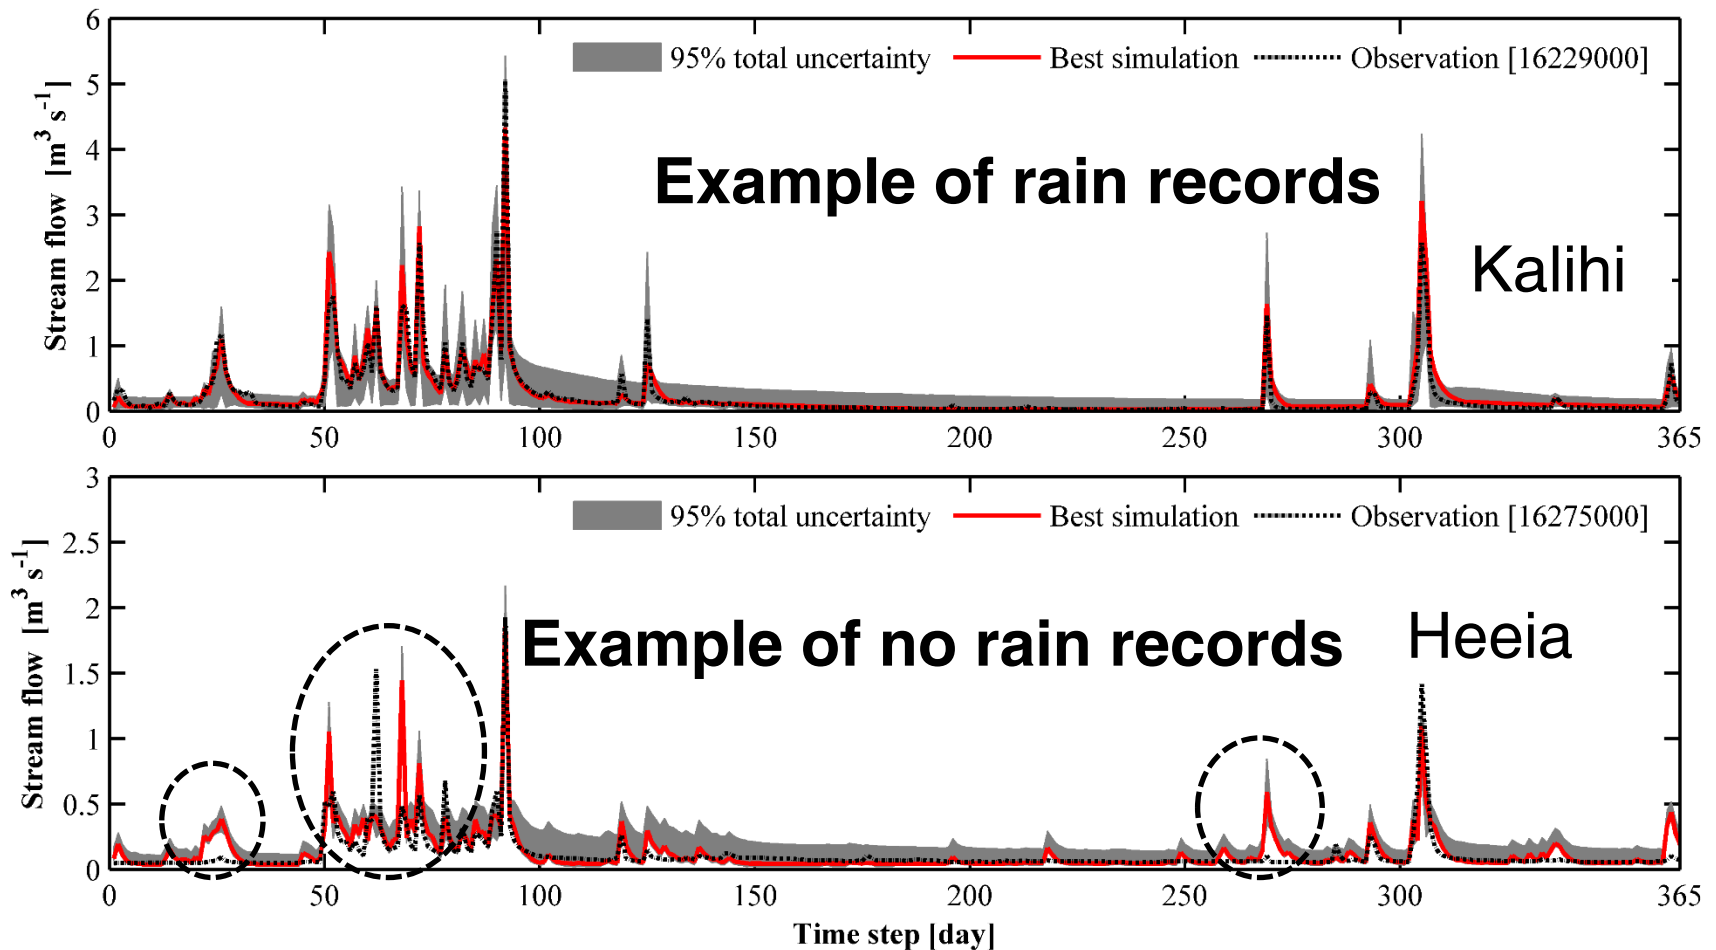 6
95% total uncertainty Best simulation Observation [16229000]
5
4
Example of rain records
3
Kalihi
2
1
0
Stream flow [m³ s⁻¹]
0 50 100 150 200 250 300 365
3
95% total uncertainty Best simulation Observation [16275000]
2.5
2
Example of no rain records Heeia
1.5
1
0.5
0
Stream flow [m³ s⁻¹]
0 50 100 150 200 250 300 365
Time step [day]